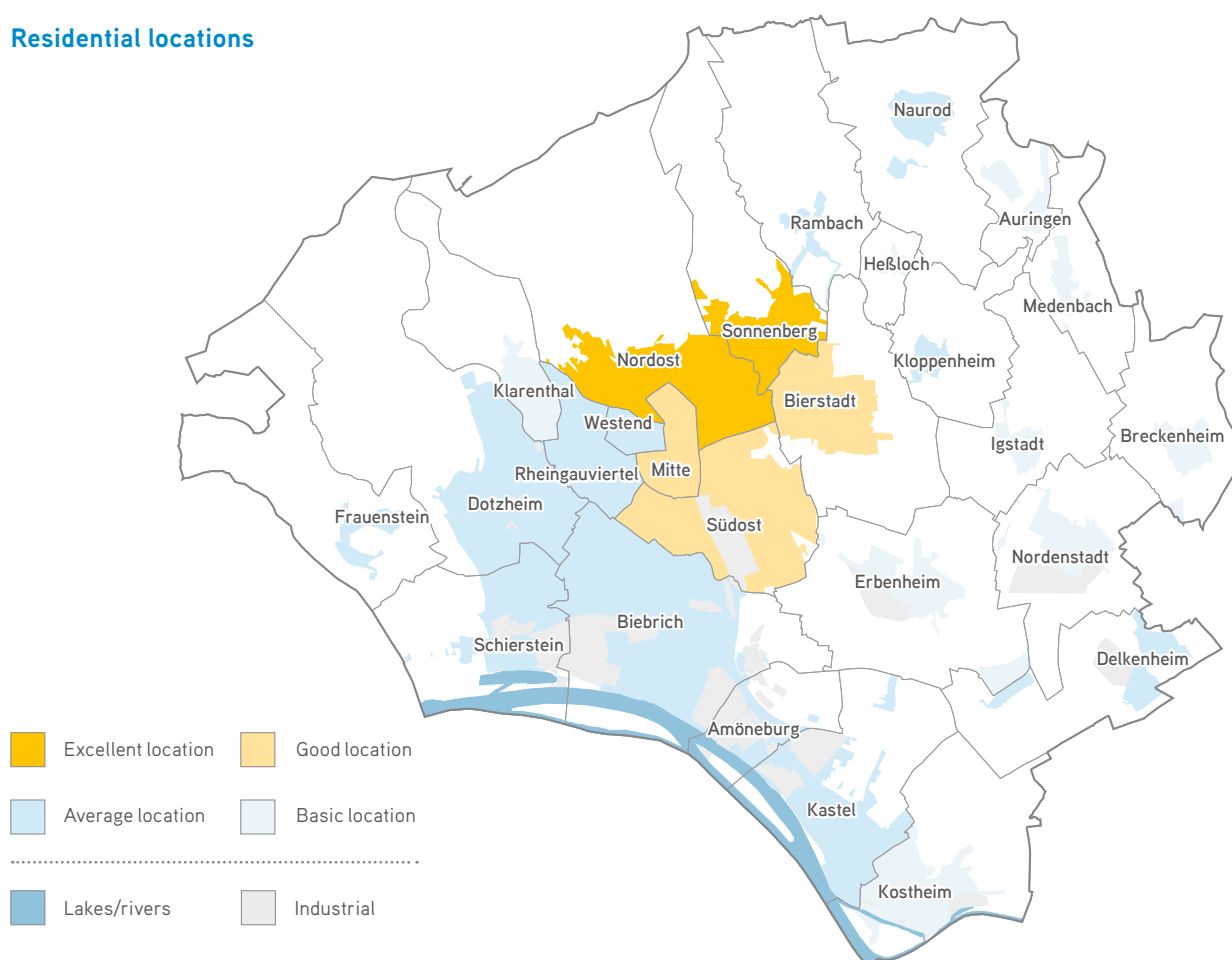 Residential locations
Naurod
Auringen
Rambach
Heßloch
Medenbach
Sonnenberg
Nordost
Kloppenheim
Klarenthal
Bierstadt
Westend
Breckenheim
Igstadt
Mitte
Rheingauviertel
Dotzheim
Frauenstein
Südost
Nordenstadt
Erbenheim
Biebrich
Schierstein
Delkenheim
Amöneburg
Kastel
Kostheim
Excellent location
Good location
Average location
Basic location
Lakes/rivers
Industrial